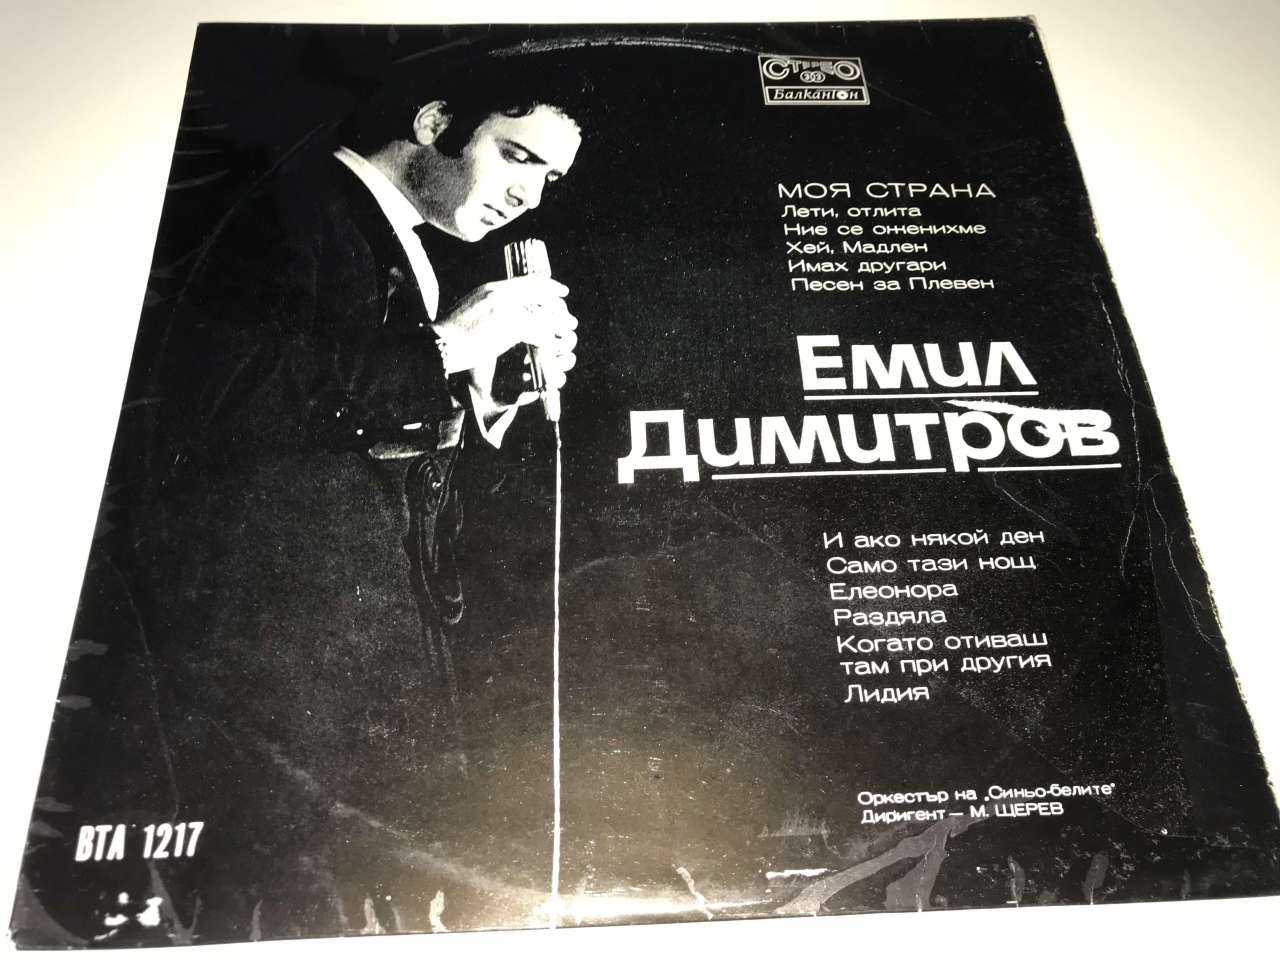 СТЕРЕО
303
Балкантон
МОЯ СТРАНА
Лети, отлита
Ние се оженихме
Хей, Мадлен
Имах другари
Песен за Плевен
Емил
Димитров
И ако някой ден
Само тази нощ
Елеонора
Раздяла
Когато отиваш
там при другия
Лидия
Оркестър на „Синьо-белите"
Диригент — М. ЩЕРЕВ
ВТА 1217